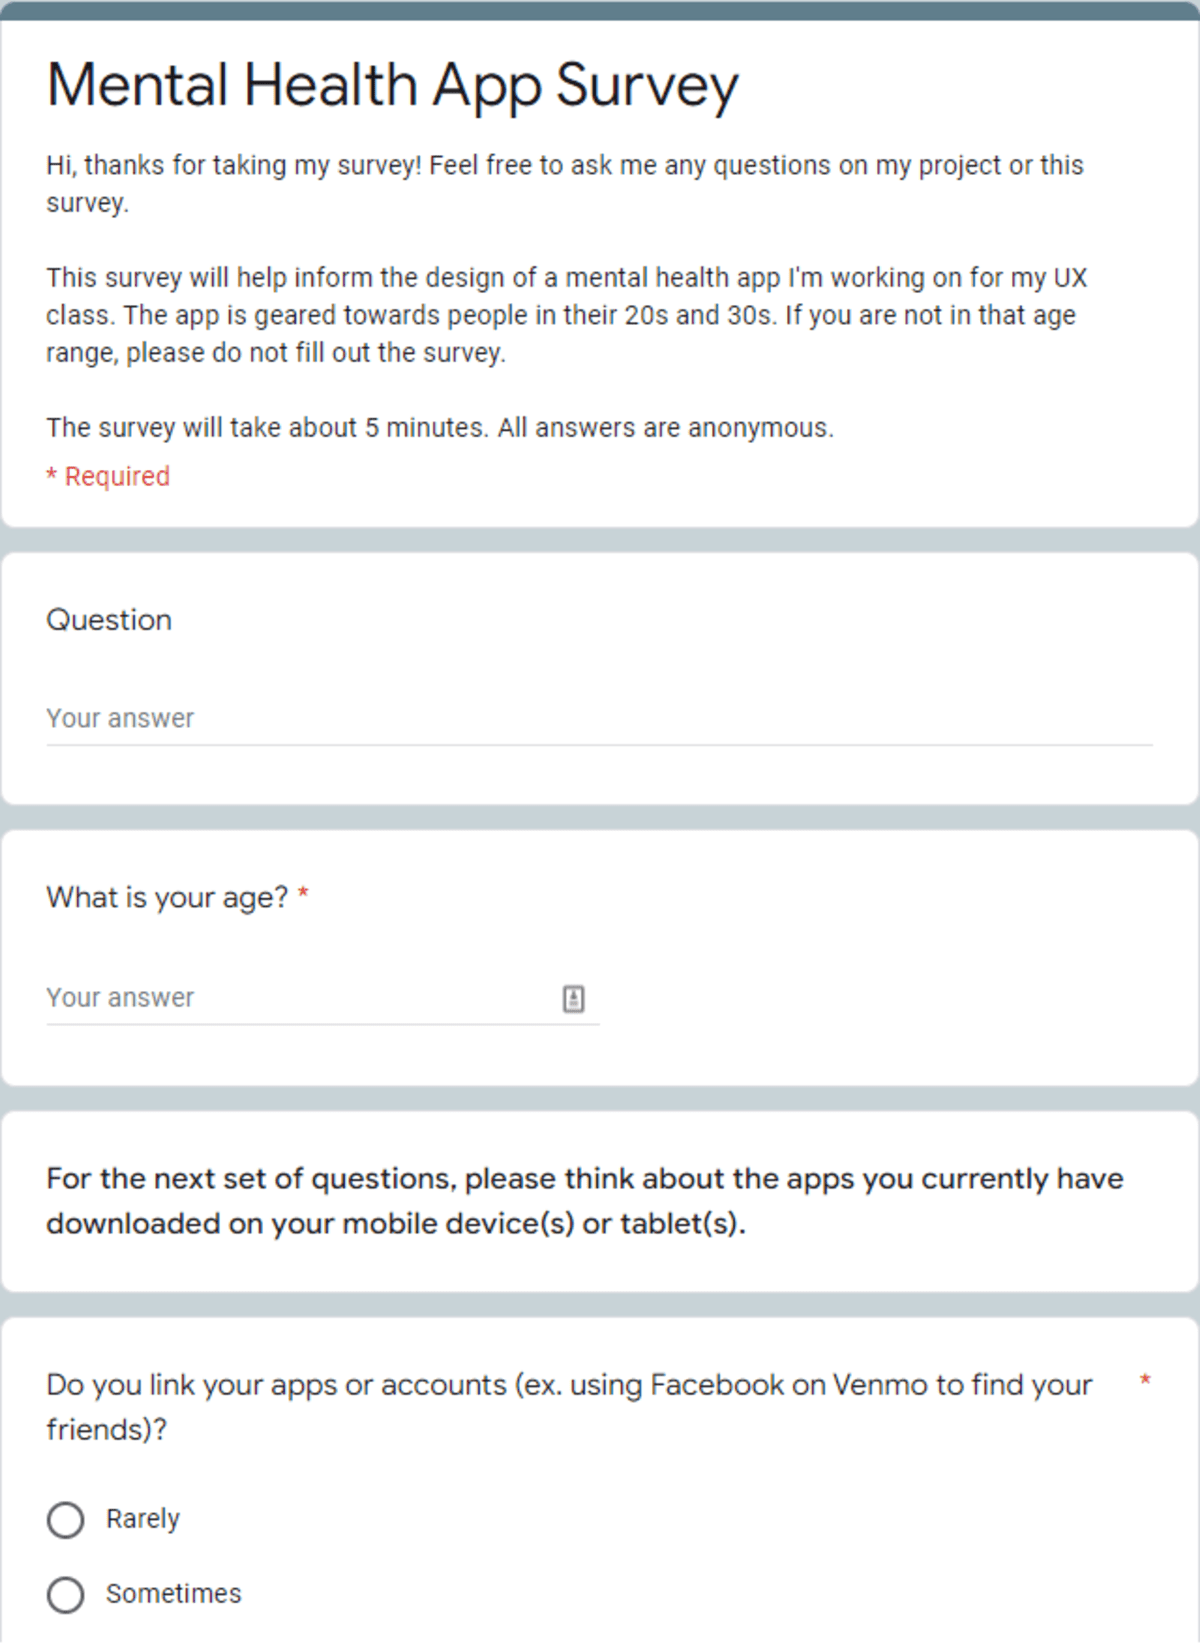 Mental Health App Survey
Hi, thanks for taking my survey! Feel free to ask me any questions on my project or this
survey.
This survey will help inform the design of a mental health app I'm working on for my UX
class. The app is geared towards people in their 20s and 30s. If you are not in that age
range, please do not fill out the survey.
The survey will take about 5 minutes. All answers are anonymous.
* Required
Question
Your answer
What is your age? *
Your answer
For the next set of questions, please think about the apps you currently have
downloaded on your mobile device(s) or tablet(s).
Do you link your apps or accounts (ex. using Facebook on Venmo to find your *
friends)?
Rarely
Sometimes